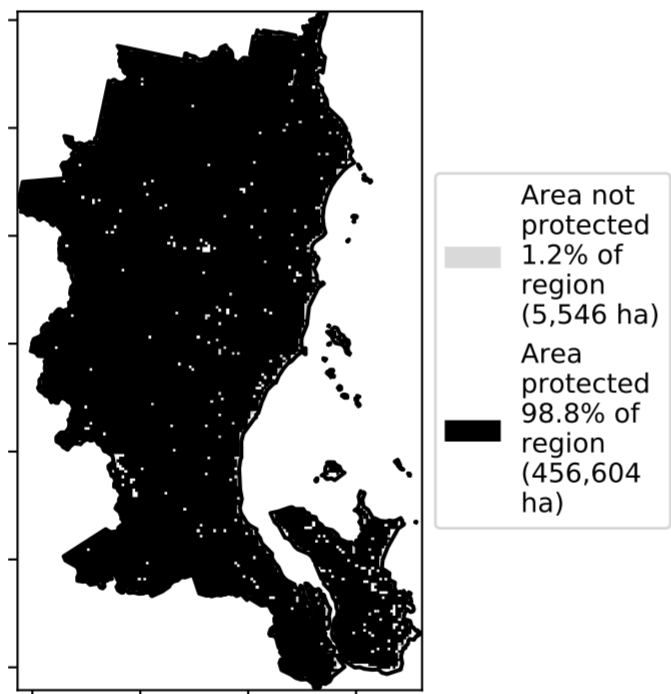 Area not
protected
1.2% of
region
(5,546 ha)
Area
protected
98.8% of
region
(456,604
ha)